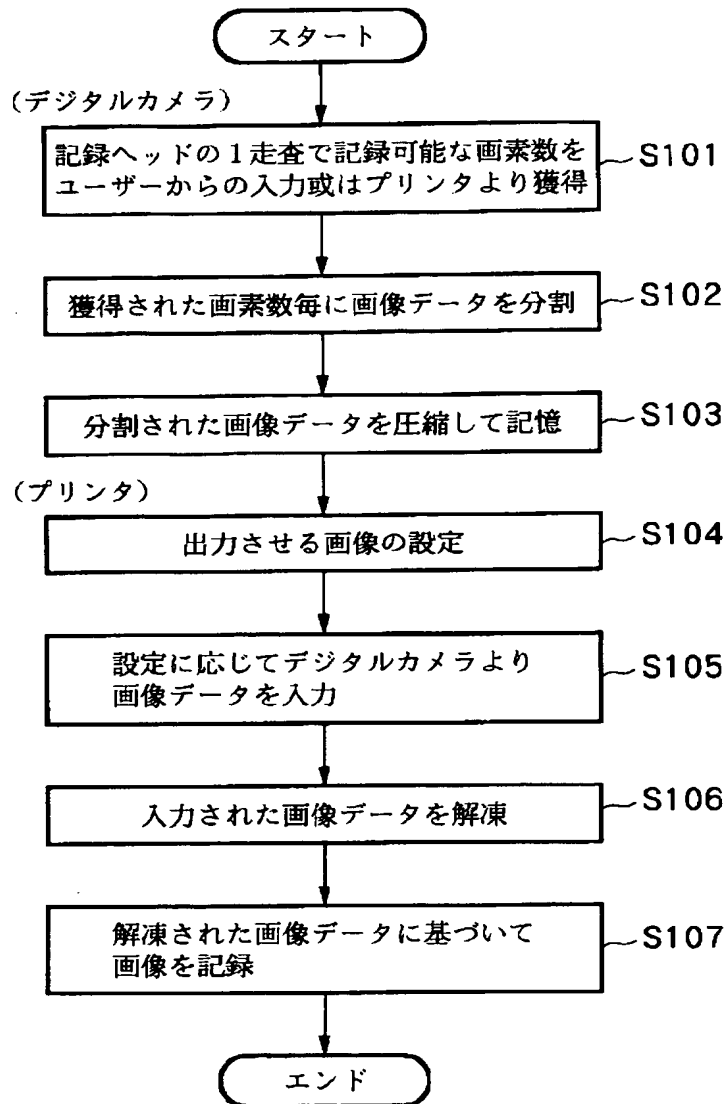 スタート
(デジタルカメラ)
記録ヘッドの1走査で記録可能な画素数を
ユーザーからの入力或はプリンタより獲得
S101
獲得された画素数毎に画像データを分割
S102
分割された画像データを圧縮して記憶
S103
(プリンタ)
出力させる画像の設定
S104
設定に応じてデジタルカメラより
画像データを入力
S105
入力された画像データを解凍
S106
解凍された画像データに基づいて
画像を記録
S107
エンド